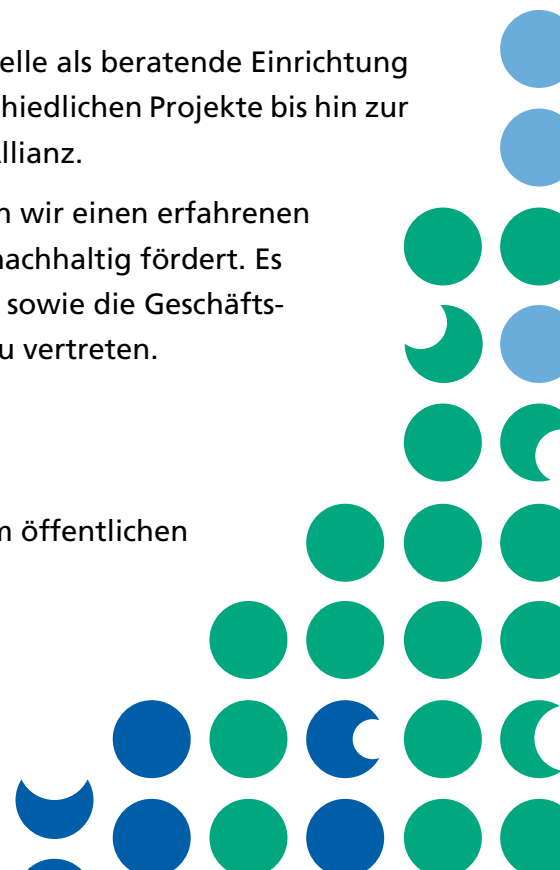 elle als beratende Einrichtung
hiedlichen Projekte bis hin zur
llianz.
n wir einen erfahrenen
nachhaltig fördert. Es
sowie die Geschäfts-
u vertreten.
m öffentlichen